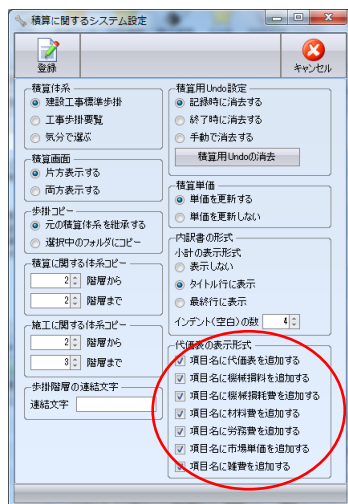 積算に関するシステム設定
登録
キャンセル
積算体系
建設工事標準歩掛
工事歩掛要覧
気分で選ぶ
積算画面
片方表示する
両方表示する
歩掛コピー
元の積算体系を継承する
選択中のフォルダにコピー
積算に関する体系コピー
2 階層から
2 階層まで
施工に関する体系コピー
2 階層から
3 階層まで
歩掛階層の連結文字
連結文字
積算用Undo設定
記録時に消去する
終了時に消去する
手動で消去する
積算用Undoの消去
積算単価
単価を更新する
単価を更新しない
内訳書の形式
小計の表示形式
表示しない
タイトル行に表示
最終行に表示
インデント(空白)の数 4
代価表の表示形式
項目名に代価表を追加する
項目名に機械損料を追加する
項目名に機械損耗費を追加する
項目名に材料費を追加する
項目名に労務費を追加する
項目名に市場単価を追加する
項目名に雑費を追加する